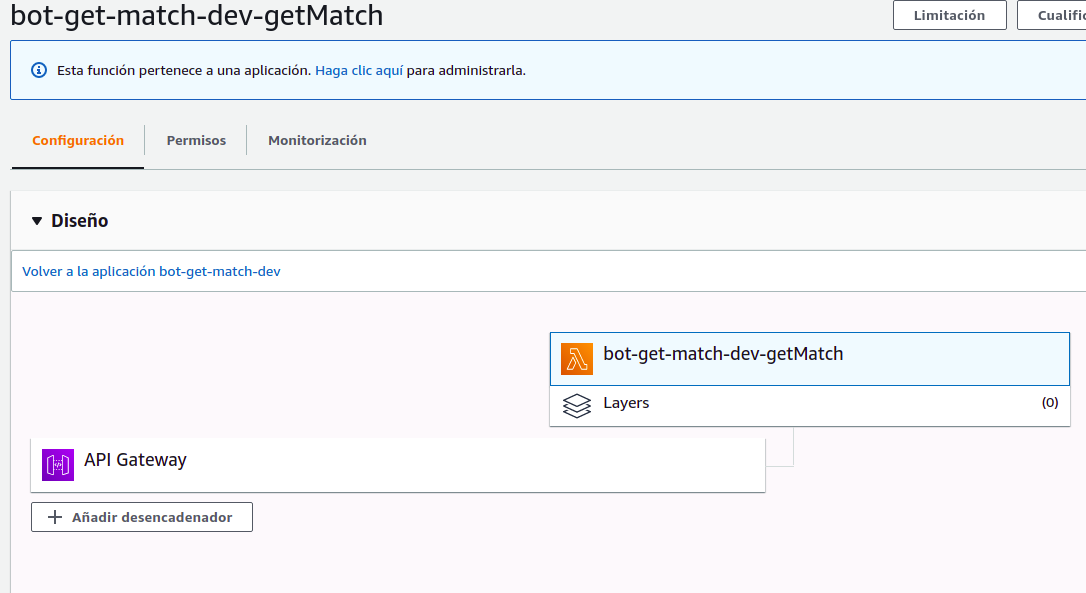 bot-get-match-dev-getMatch
Limitación
Esta función pertenece a una aplicación. Haga clic aquí para administrarla.
Configuración
Permisos
Monitorización
Diseño
Volver a la aplicación bot-get-match-dev
bot-get-match-dev-getMatch
Layers (0)
API Gateway
Añadir desencadenador